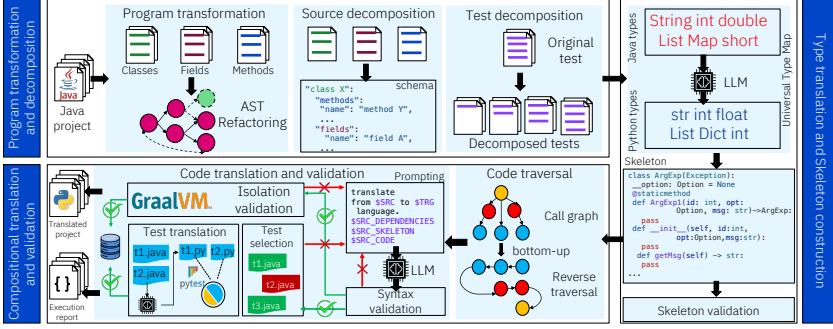 Program transformation
and decomposition
Java
Java
project
Program transformation
Classes
Fields
Methods
AST
Refactoring
Source decomposition
schema
"class X":
"methods":
"name": "method Y",
...
"fields":
"name": "field A",
...
Test decomposition
Original
test
Decomposed tests
Java types
String int double
List Map short
LLM
Universal Type Map
Python types
str int float
List Dict int
Type translation and Skeleton construction
Skeleton
class ArgExp(Exception):
__option: Option = None
@staticmethod
def ArgExp1(id: int, opt:
Option, msg: str)->ArgExp:
pass
def __init__(self, id:int,
opt:Option,msg:str):
pass
def getMsg(self) -> str:
pass
...
Skeleton validation
Compositional translation
and validation
Translated
project
Execution
report
{ }
Code translation and validation
GraalVM
Isolation
validation
Prompting
translate
from $SRC to $TRG
language.
$SRC_DEPENDENCIES
$SRC_SKELETON
$SRC_CODE
LLM
Syntax
validation
Test translation
t1.java
t2.java
t1.py
t2.py
pytest
Test
selection
t1.java
t2.java
t3.java
Code traversal
Call graph
bottom-up
Reverse
traversal